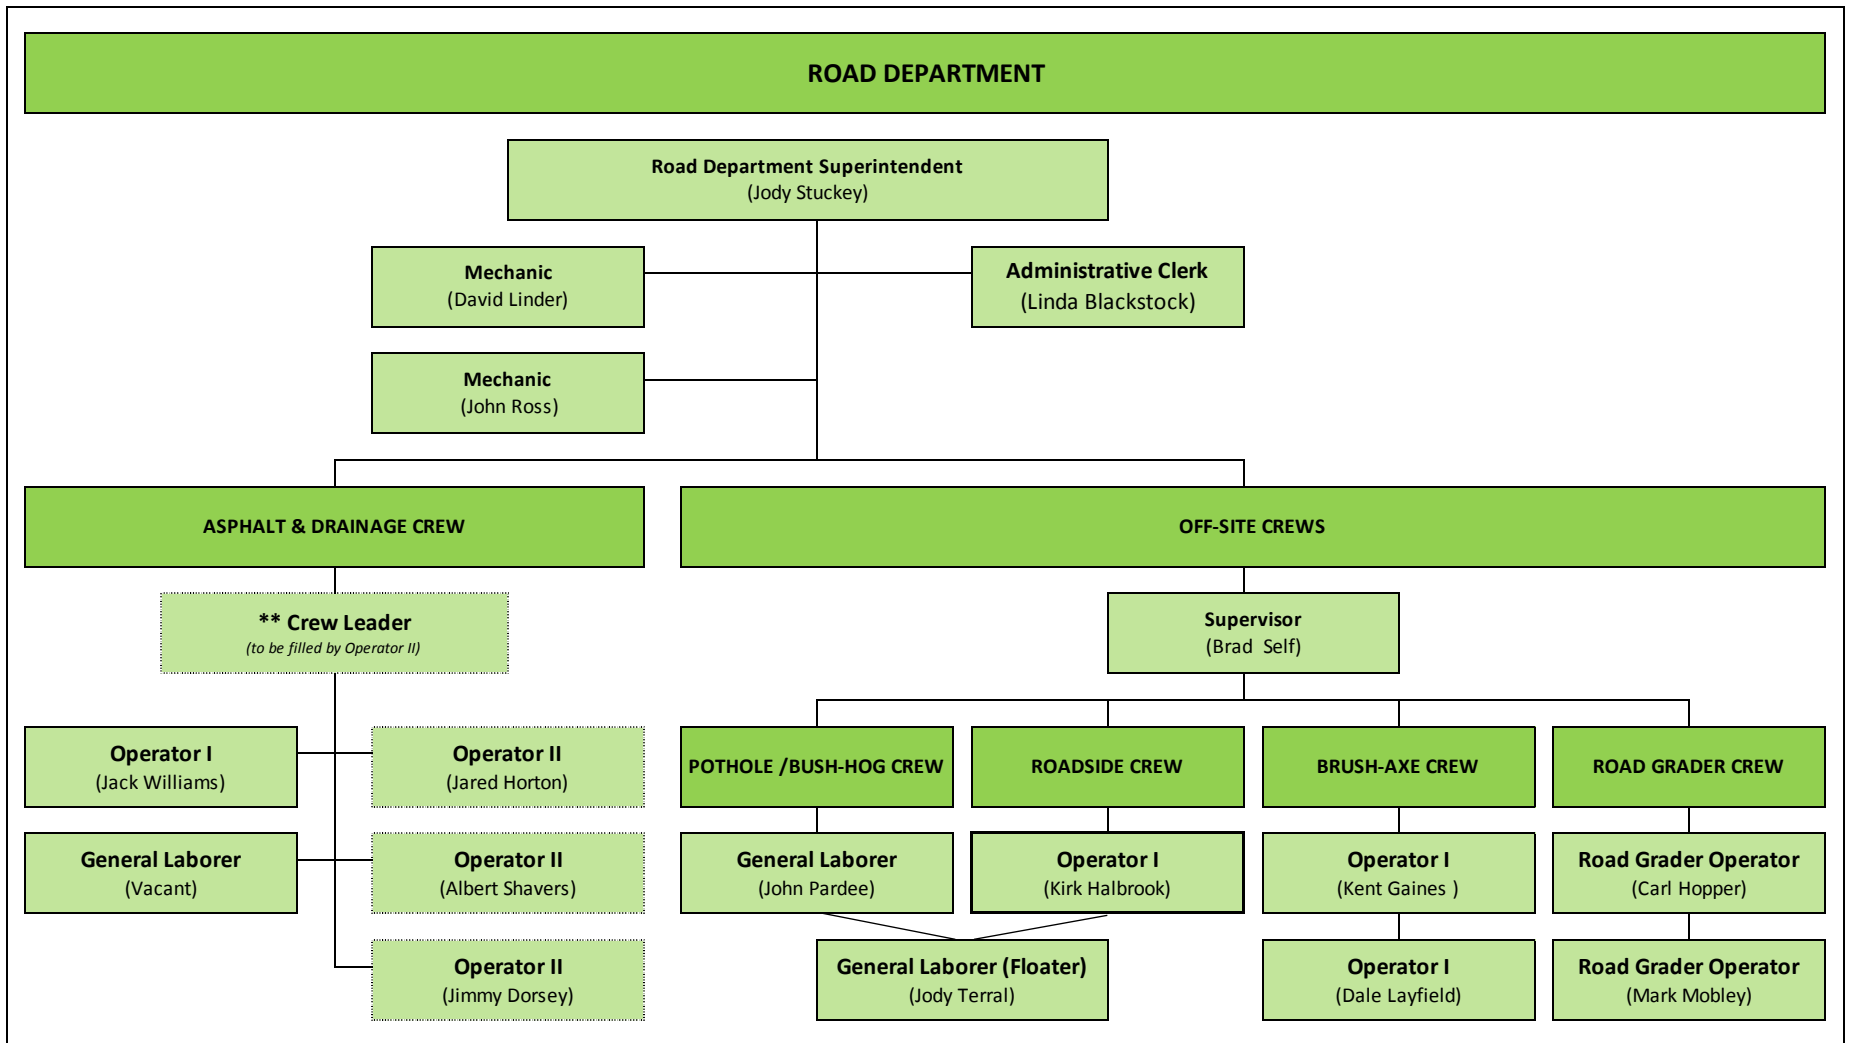 ROAD DEPARTMENT
Road Department Superintendent
(Jody Stuckey)
Mechanic
(David Linder)
Administrative Clerk
(Linda Blackstock)
Mechanic
(John Ross)
ASPHALT & DRAINAGE CREW
OFF-SITE CREWS
** Crew Leader
(to be filled by Operator II)
Supervisor
(Brad Self)
Operator I
(Jack Williams)
Operator II
(Jared Horton)
POTHOLE /BUSH-HOG CREW
ROADSIDE CREW
BRUSH-AXE CREW
ROAD GRADER CREW
General Laborer
(Vacant)
Operator II
(Albert Shavers)
General Laborer
(John Pardee)
Operator I
(Kirk Halbrook)
Operator I
(Kent Gaines )
Road Grader Operator
(Carl Hopper)
Operator II
(Jimmy Dorsey)
General Laborer (Floater)
(Jody Terral)
Operator I
(Dale Layfield)
Road Grader Operator
(Mark Mobley)